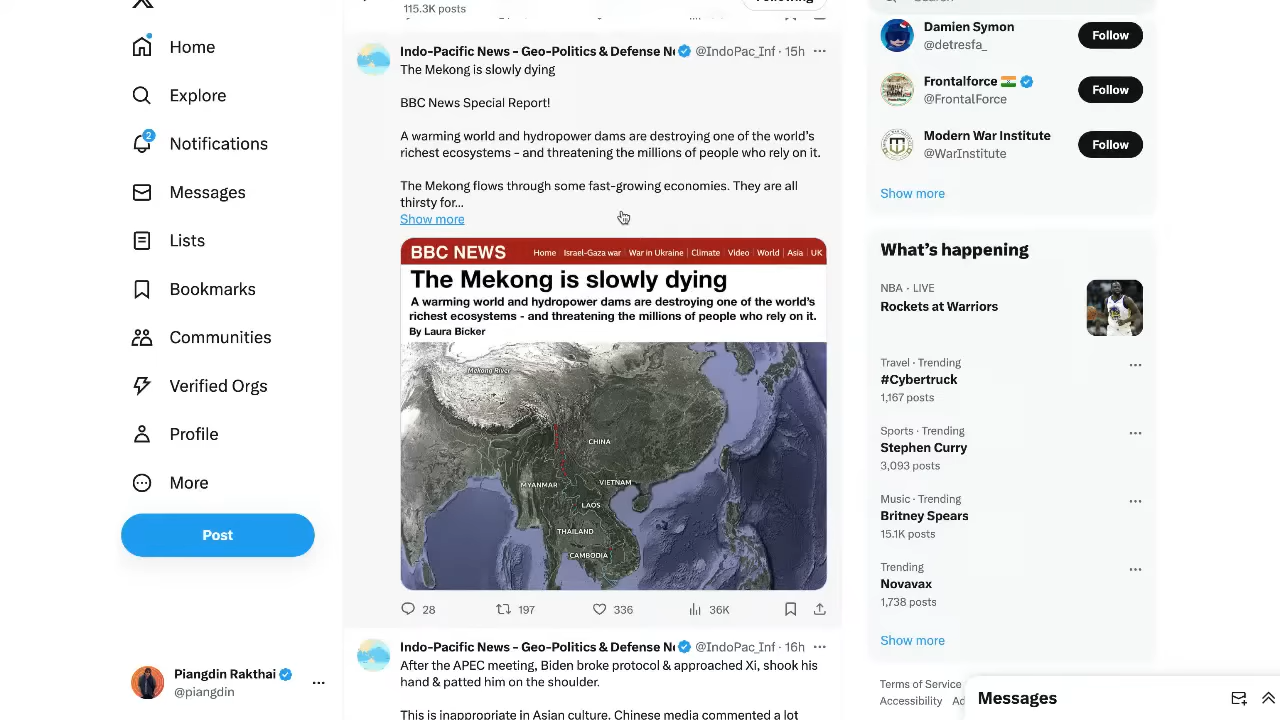 115.3K posts
Following
Search
Home
Explore
Notifications
2
Messages
Lists
Bookmarks
Communities
Verified Orgs
Profile
More
Post
Piangdin Rakthai
@piangdin
Indo-Pacific News - Geo-Politics & Defense Ne @IndoPac_Inf · 15h
The Mekong is slowly dying
BBC News Special Report!
A warming world and hydropower dams are destroying one of the world's
richest ecosystems - and threatening the millions of people who rely on it.
The Mekong flows through some fast-growing economies. They are all
thirsty for...
Show more
BBC NEWS Home | Israel-Gaza war | War in Ukraine | Climate | Video | World | Asia | UK
The Mekong is slowly dying
A warming world and hydropower dams are destroying one of the world's
richest ecosystems - and threatening the millions of people who rely on it.
By Laura Bicker
Mekong River
CHINA
MYANMAR
VIETNAM
LAOS
THAILAND
CAMBODIA
28 197 336 36K
Indo-Pacific News - Geo-Politics & Defense Ne @IndoPac_Inf · 16h
After the APEC meeting, Biden broke protocol & approached Xi, shook his
hand & patted him on the shoulder.
This is inappropriate in Asian culture. Chinese media commented a lot
Damien Symon
@detresfa_
Follow
Frontalforce
@FrontalForce
Follow
Modern War Institute
@WarInstitute
Follow
Show more
What's happening
NBA · LIVE
Rockets at Warriors
Travel · Trending
#Cybertruck
1,167 posts
Sports · Trending
Stephen Curry
3,093 posts
Music · Trending
Britney Spears
15.1K posts
Trending
Novavax
1,738 posts
Show more
Terms of Service
Accessibility
Messages